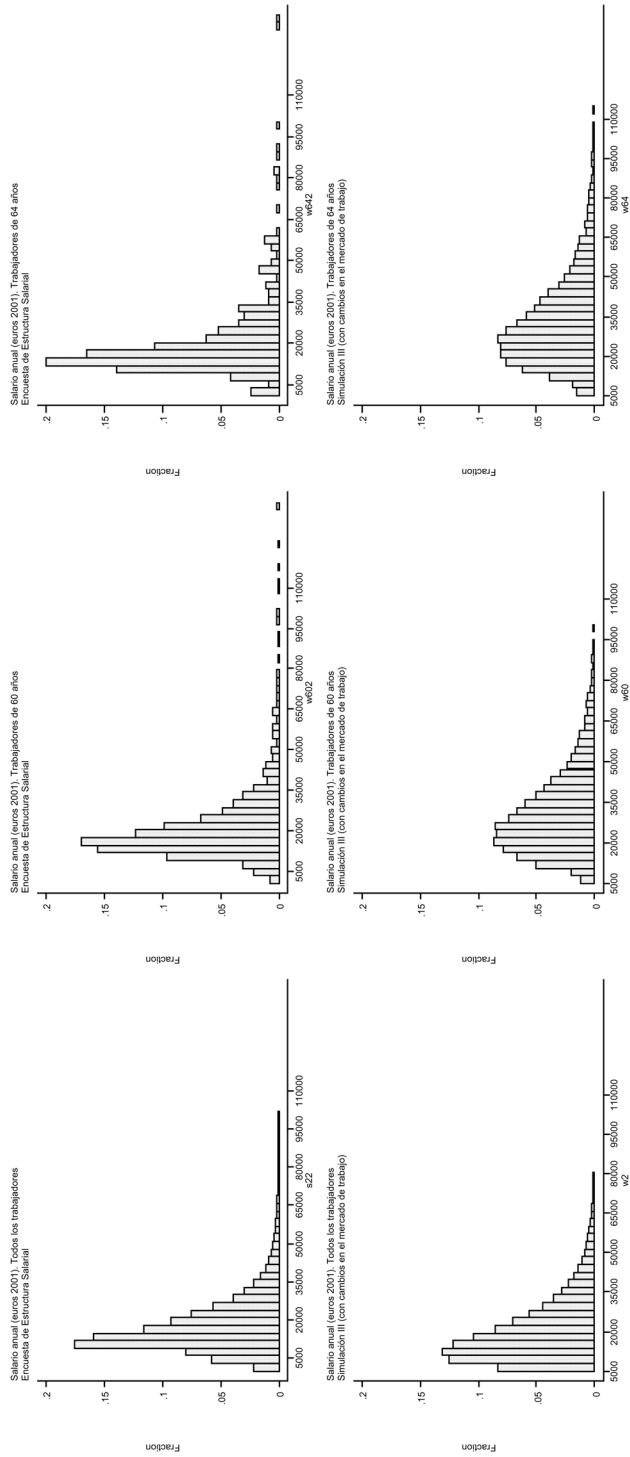 Salario anual (euros 2001). Trabajadores de 64 años
Encuesta de Estructura Salarial
Fraction
.2
.15
.1
.05
0
5000 20000 35000 50000 65000 80000 95000 110000
w642
Salario anual (euros 2001). Trabajadores de 64 años
Simulación III (con cambios en el mercado de trabajo)
Fraction
.2
.15
.1
.05
0
5000 20000 35000 50000 65000 80000 95000 110000
w64
Salario anual (euros 2001). Trabajadores de 60 años
Encuesta de Estructura Salarial
Fraction
.2
.15
.1
.05
0
5000 20000 35000 50000 65000 80000 95000 110000
w602
Salario anual (euros 2001). Trabajadores de 60 años
Simulación III (con cambios en el mercado de trabajo)
Fraction
.2
.15
.1
.05
0
5000 20000 35000 50000 65000 80000 95000 110000
w60
Salario anual (euros 2001). Todos los trabajadores
Encuesta de Estructura Salarial
Fraction
.2
.15
.1
.05
0
5000 20000 35000 50000 65000 80000 95000 110000
s22
Salario anual (euros 2001). Todos los trabajadores
Simulación III (con cambios en el mercado de trabajo)
Fraction
.2
.15
.1
.05
0
5000 20000 35000 50000 65000 80000 95000 110000
w2